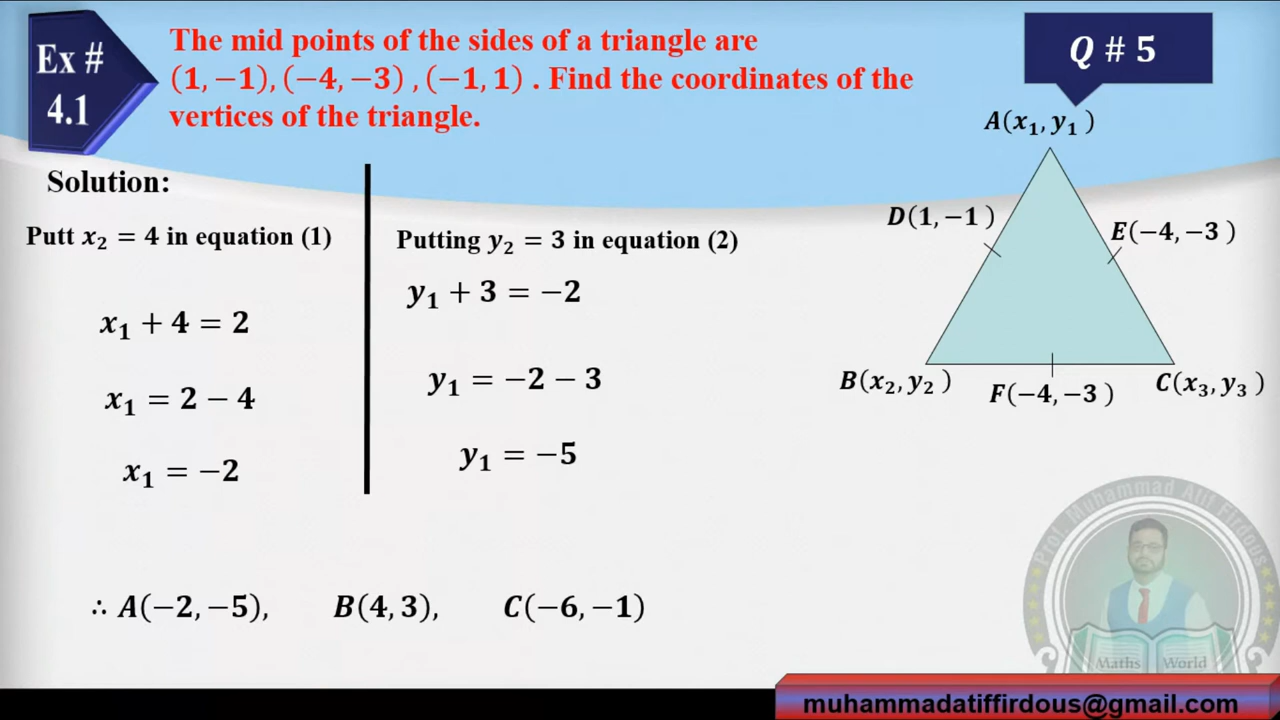 Ex #
4.1
The mid points of the sides of a triangle are
(1, −1), (−4, −3) , (−1, 1) . Find the coordinates of the
vertices of the triangle.
Q # 5
Solution:
Putt x₂ = 4 in equation (1)
x₁ + 4 = 2
x₁ = 2 − 4
x₁ = −2
Putting y₂ = 3 in equation (2)
y₁ + 3 = −2
y₁ = −2 − 3
y₁ = −5
A(x₁, y₁ )
D(1, −1 )
E(−4, −3 )
B(x₂, y₂ )
F(−4, −3 )
C(x₃, y₃ )
∴ A(−2, −5), B(4, 3), C(−6, −1)
Prof. Muhammad Atif Firdous
Maths World
muhammadatiffirdous@gmail.com